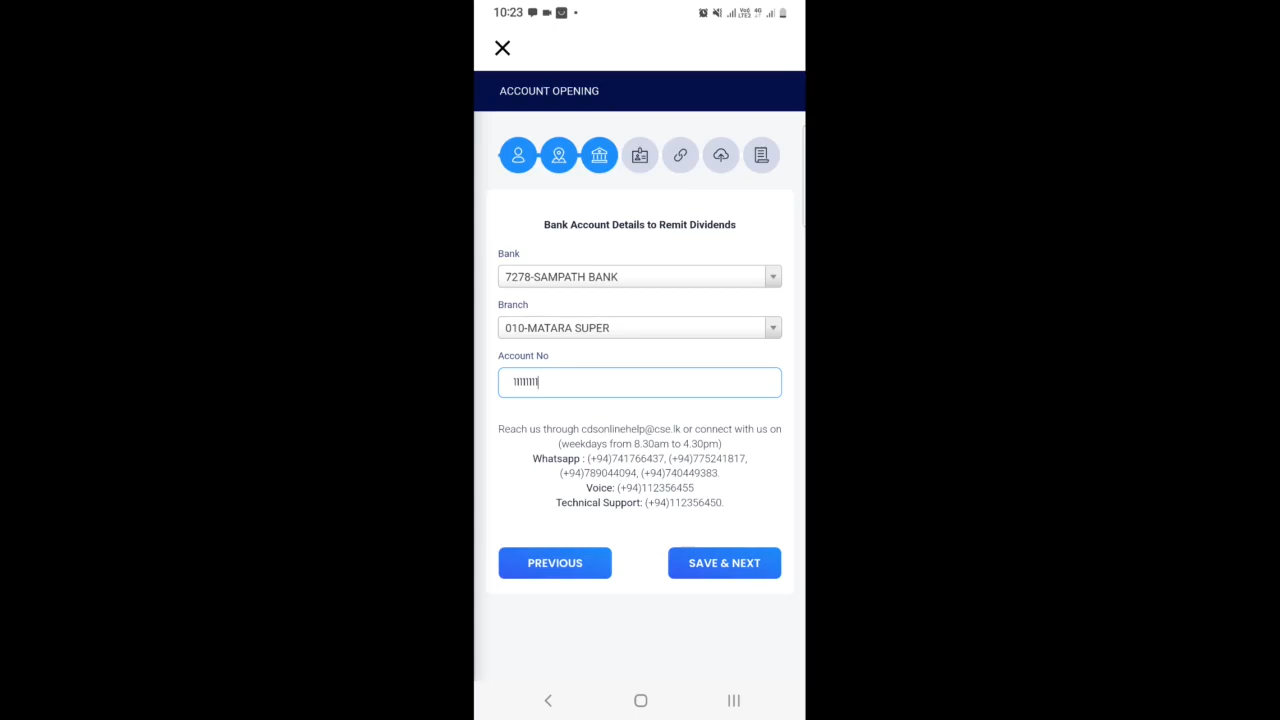 10:23
ACCOUNT OPENING
Bank Account Details to Remit Dividends
Bank
7278-SAMPATH BANK
Branch
010-MATARA SUPER
Account No
Reach us through cdsonlinehelp@cse.lk or connect with us on
(weekdays from 8.30am to 4.30pm)
Whatsapp : (+94)741766437, (+94)775241817,
(+94)789044094, (+94)740449383.
Voice: (+94)112356455
Technical Support: (+94)112356450.
PREVIOUS
SAVE & NEXT